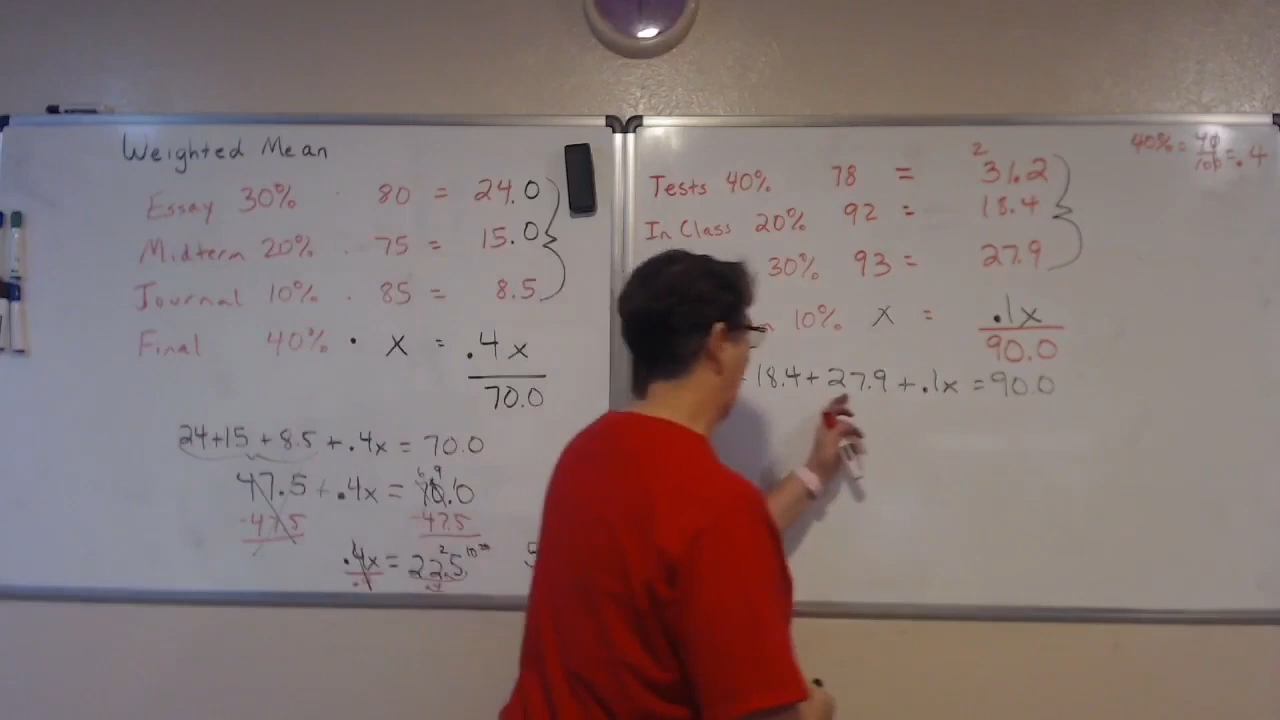 Weighted Mean
Essay 30% · 80 = 24.0
Midterm 20% · 75 = 15.0
Journal 10% · 85 = 8.5
Final 40% · x = .4x
70.0
24+15 + 8.5 + .4x = 70.0
47.5 + .4x = 70.0
-47.5 -47.5
.4x = 22.5
40% = 40/100 = .4
2
Tests 40% 78 = 31.2
In Class 20% 92 = 18.4
30% 93 = 27.9
10% x = .1x
90.0
18.4 + 27.9 + .1x = 90.0